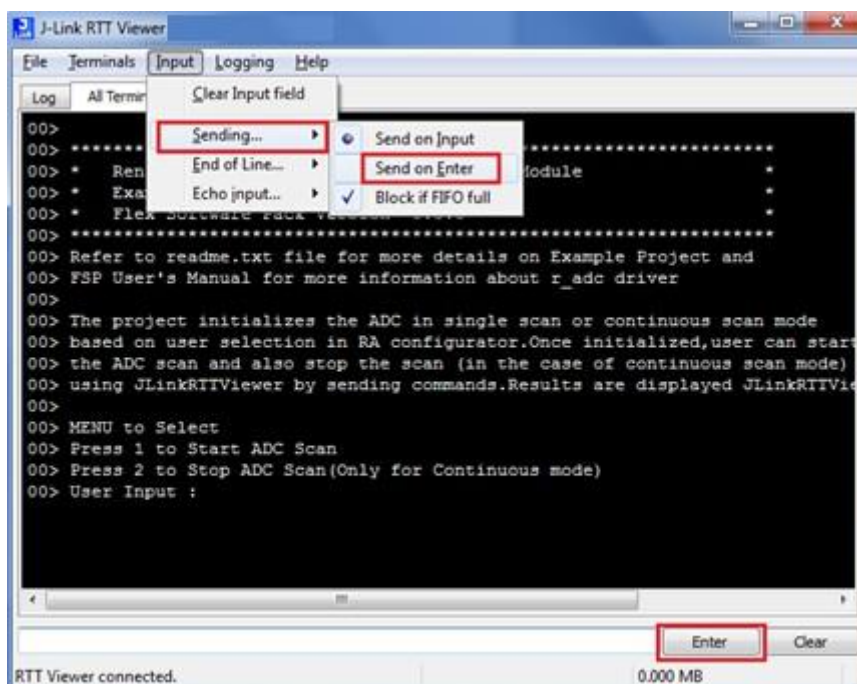 J-Link RTT Viewer
File Terminals Input Logging Help
Log All Termin
Clear Input field
Sending...
End of Line...
Echo input...
Send on Input
Send on Enter
Block if FIFO full
00>
00> ********************************************************************
00> * Ren Module *
00> * Exa *
00> * Flex Software Pack Version *
00> ********************************************************************
00> Refer to readme.txt file for more details on Example Project and
00> FSP User's Manual for more information about r_adc driver
00>
00> The project initializes the ADC in single scan or continuous scan mode
00> based on user selection in RA configurator.Once initialized,user can start
00> the ADC scan and also stop the scan (in the case of continuous scan mode)
00> using JLinkRTTViewer by sending commands.Results are displayed JLinkRTTVie
00>
00> MENU to Select
00> Press 1 to Start ADC Scan
00> Press 2 to Stop ADC Scan(Only for Continuous mode)
00> User Input :
Enter Clear
RTT Viewer connected. 0.000 MB